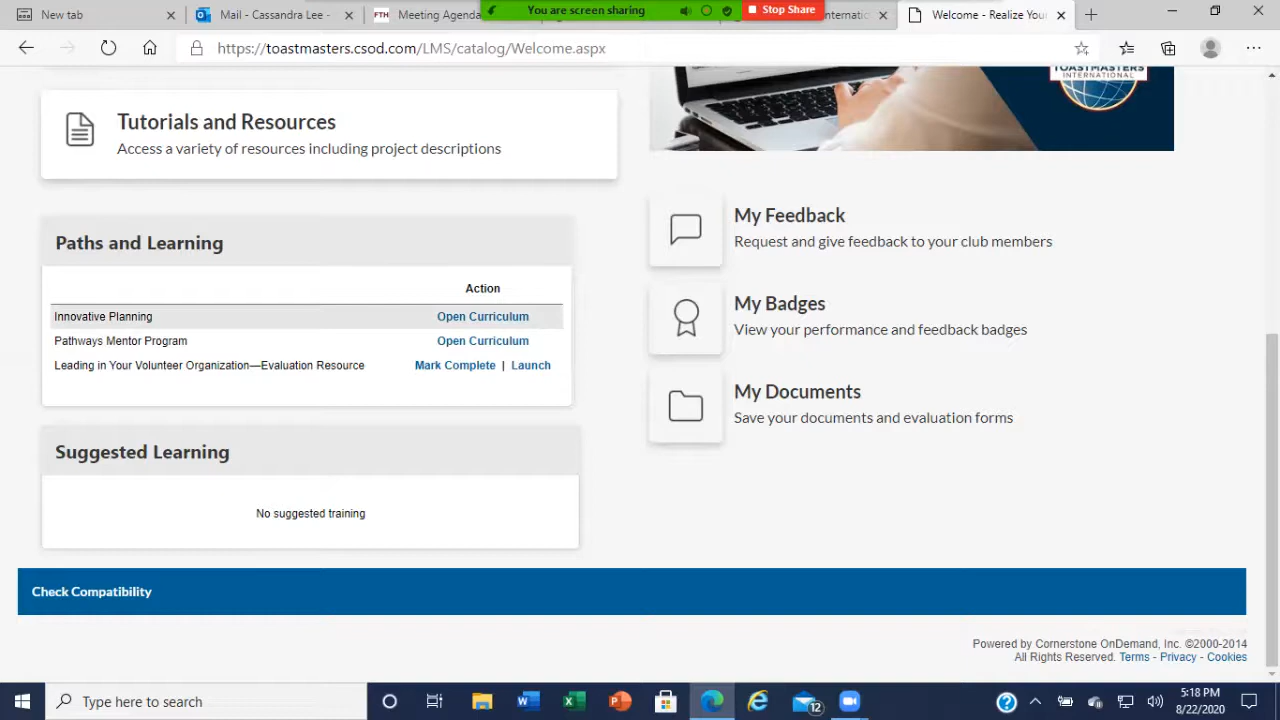 New tab
Mail - Cassandra Lee -
FTH Meeting Agenda
You are screen sharing
Stop Share
Welcome - Realize Your
https://toastmasters.csod.com/LMS/catalog/Welcome.aspx
TOASTMASTERS
INTERNATIONAL
Tutorials and Resources
Access a variety of resources including project descriptions
Paths and Learning
Action
Innovative Planning Open Curriculum
Pathways Mentor Program Open Curriculum
Leading in Your Volunteer Organization—Evaluation Resource Mark Complete | Launch
Suggested Learning
No suggested training
My Feedback
Request and give feedback to your club members
My Badges
View your performance and feedback badges
My Documents
Save your documents and evaluation forms
Check Compatibility
Powered by Cornerstone OnDemand, Inc. ©2000-2014
All Rights Reserved. Terms - Privacy - Cookies
Type here to search
12
5:18 PM
8/22/2020